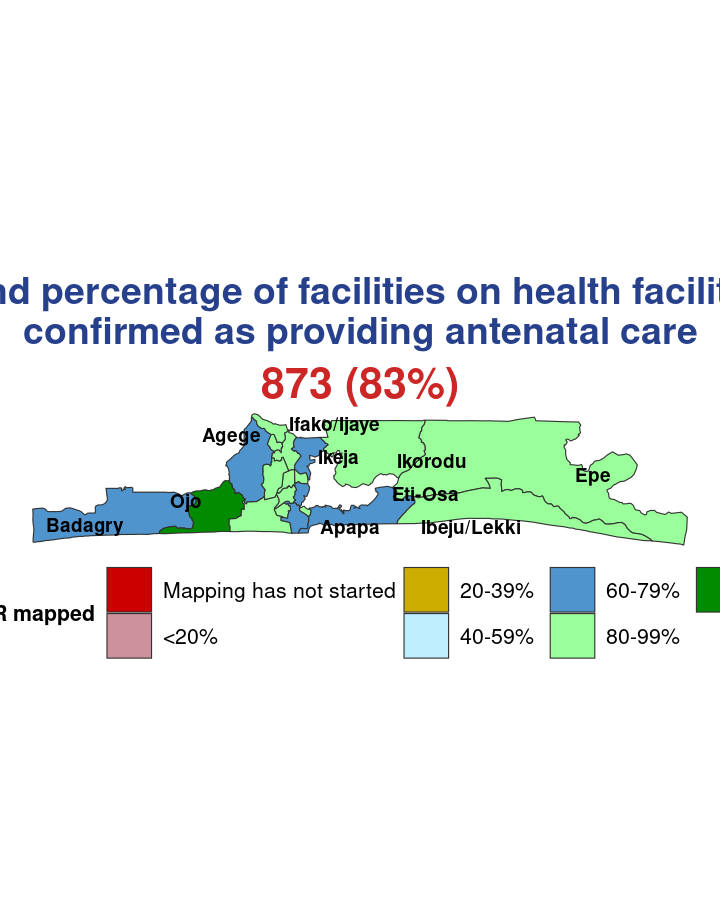 nd percentage of facilities on health facilit
confirmed as providing antenatal care
873 (83%)
Ifako/Ijaye
Agege
Ikeja
Ikorodu
Epe
Ojo
Eti-Osa
Badagry
Apapa
Ibeju/Lekki
R mapped
Mapping has not started
20-39%
60-79%
<20%
40-59%
80-99%